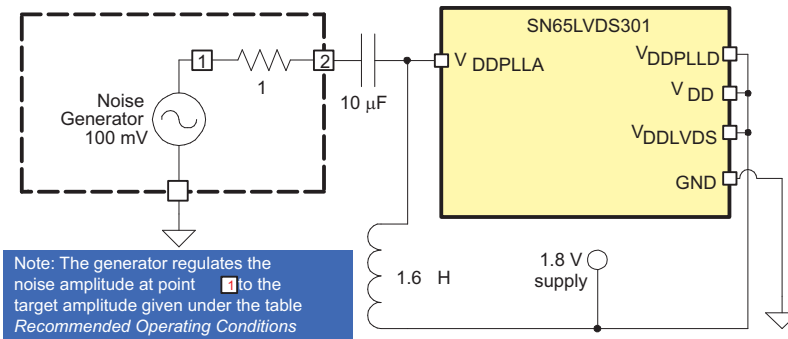 SN65LVDS301
1
2
V DDPLLA
VDDPLLD
V DD
VDDLVDS
GND
1
10 μF
Noise
Generator
100 mV
1.6 H
1.8 V
supply
Note: The generator regulates the
noise amplitude at point 1 to the
target amplitude given under the table
Recommended Operating Conditions